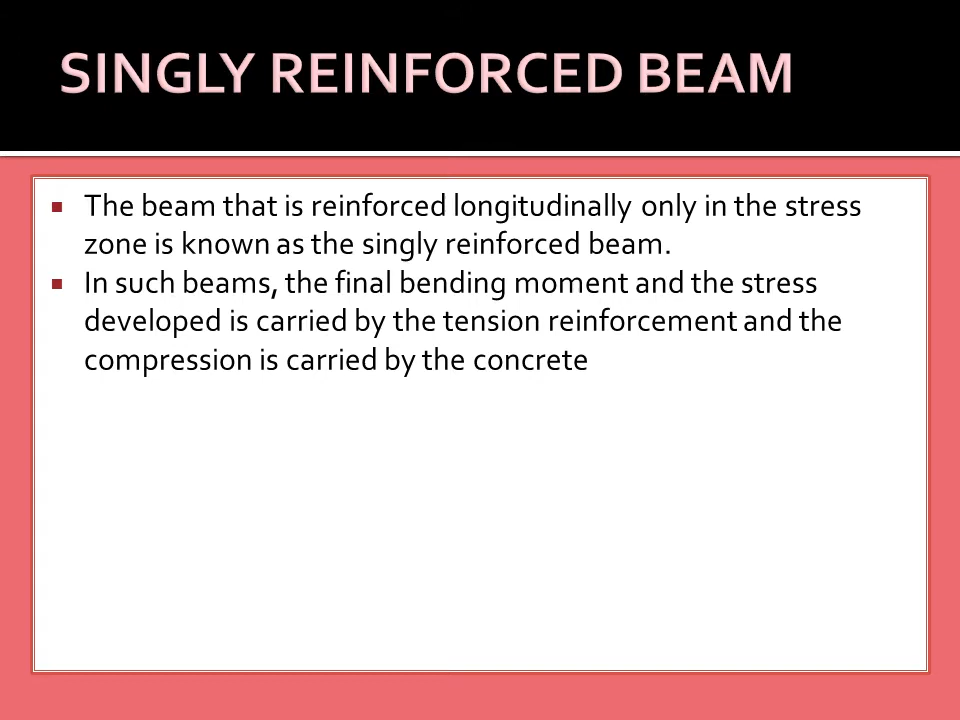 SINGLY REINFORCED BEAM
▪ The beam that is reinforced longitudinally only in the stress
zone is known as the singly reinforced beam.
▪ In such beams, the final bending moment and the stress
developed is carried by the tension reinforcement and the
compression is carried by the concrete